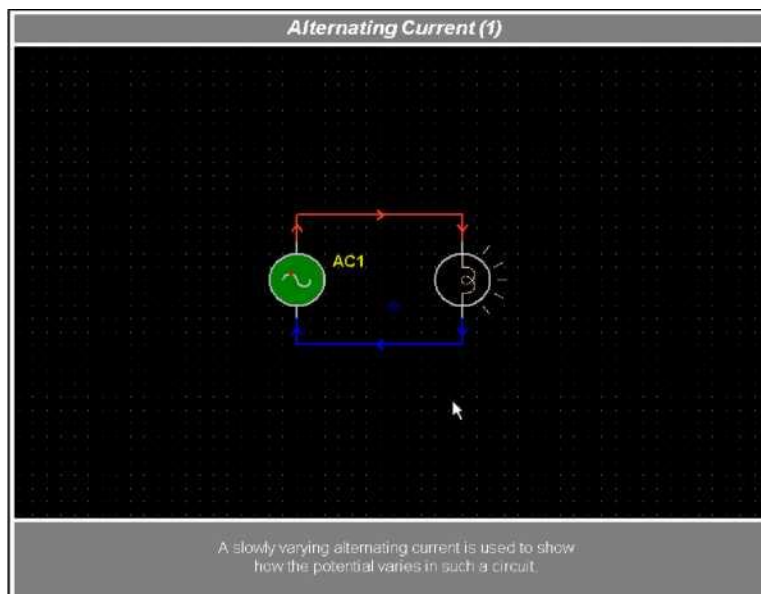 Alternating Current (1)
AC1
A slowly varying alternating current is used to show
how the potential varies in such a circuit.